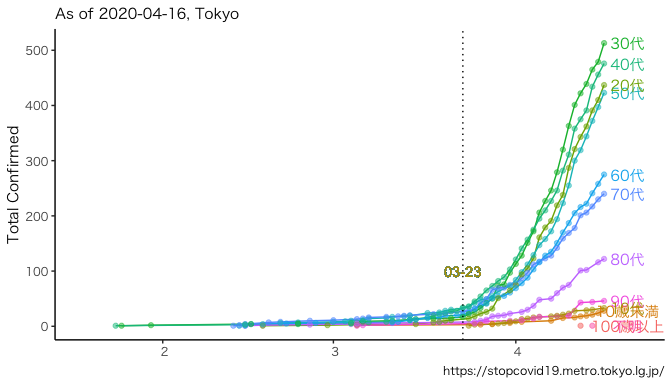 As of 2020-04-16, Tokyo
Total Confirmed
500
400
300
200
100
0
2
3
4
03-23
30代
40代
20代
50代
60代
70代
80代
90代
https://stopcovid19.metro.tokyo.lg.jp/